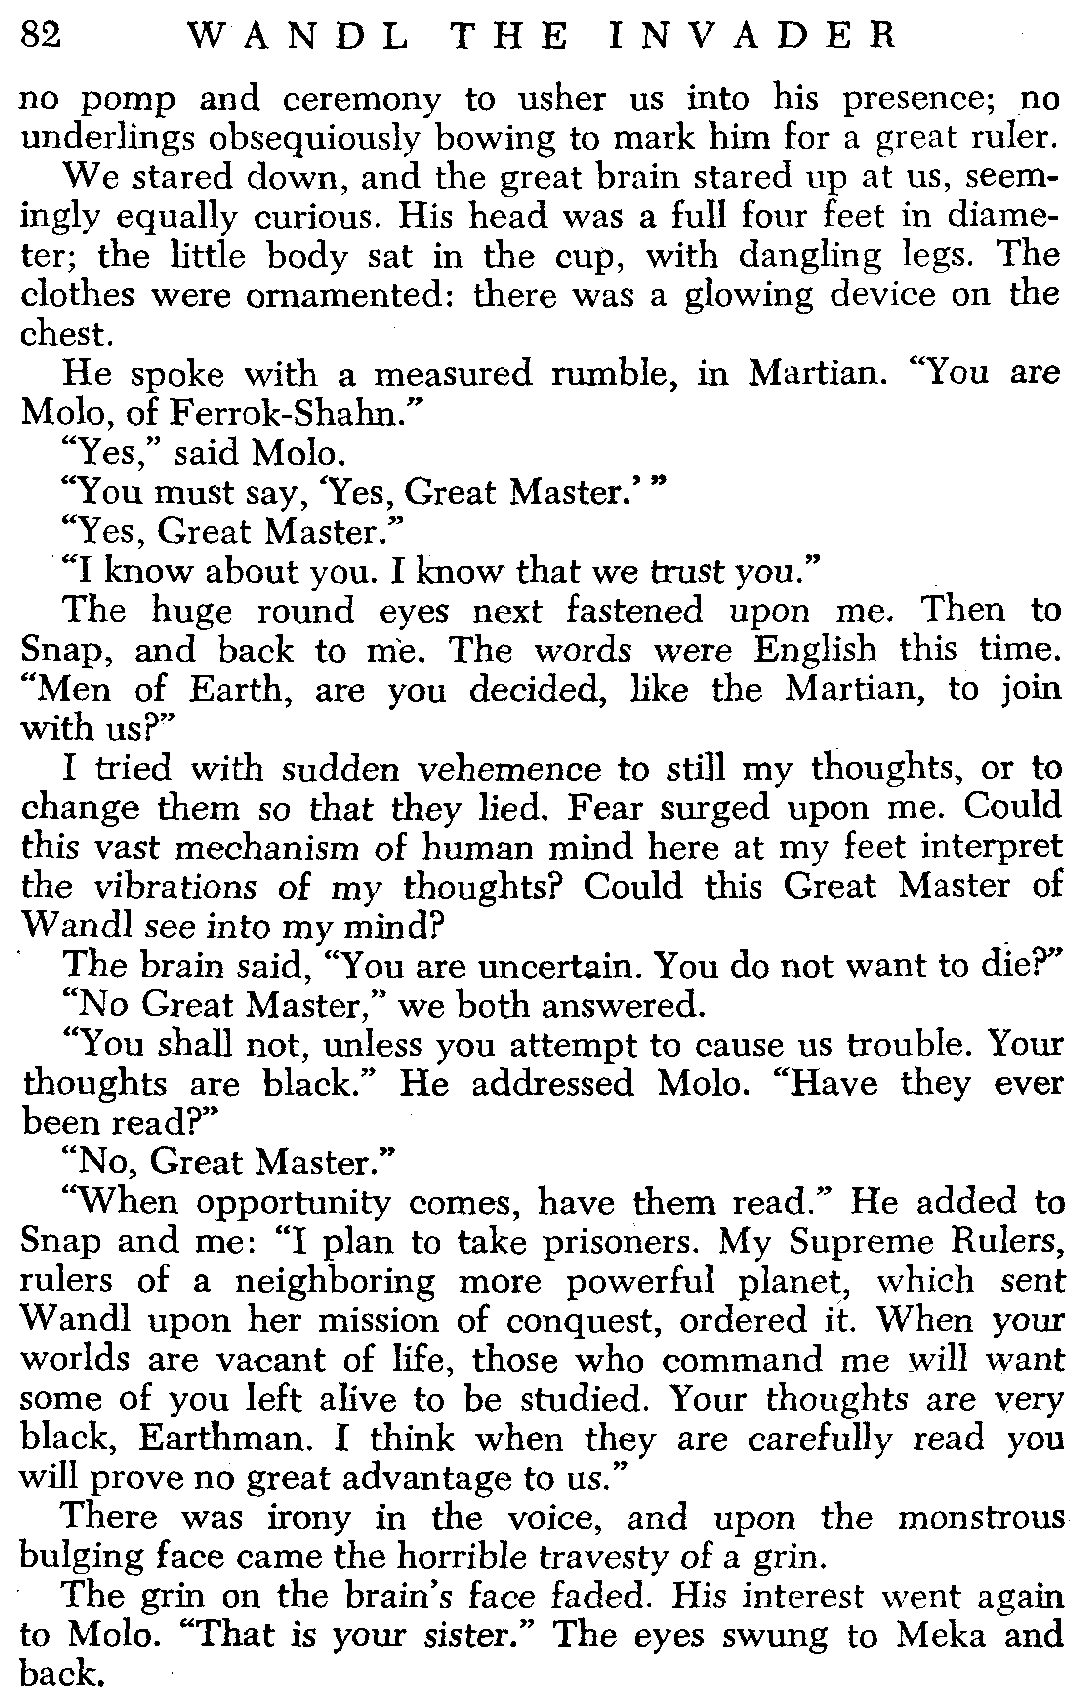 82 WANDL THE INVADER
no pomp and ceremony to usher us into his presence; no
underlings obsequiously bowing to mark him for a great ruler.
We stared down, and the great brain stared up at us, seem-
ingly equally curious. His head was a full four feet in diame-
ter; the little body sat in the cup, with dangling legs. The
clothes were ornamented: there was a glowing device on the
chest.
He spoke with a measured rumble, in Martian. “You are
Molo, of Ferrok-Shahn.”
“Yes,” said Molo.
“You must say, ‘Yes, Great Master.’ ”
“Yes, Great Master.”
“I know about you. I know that we trust you.”
The huge round eyes next fastened upon me. Then to
Snap, and back to me. The words were English this time.
“Men of Earth, are you decided, like the Martian, to join
with us?”
I tried with sudden vehemence to still my thoughts, or to
change them so that they lied. Fear surged upon me. Could
this vast mechanism of human mind here at my feet interpret
the vibrations of my thoughts? Could this Great Master of
Wandl see into my mind?
The brain said, “You are uncertain. You do not want to die?”
“No Great Master,” we both answered.
“You shall not, unless you attempt to cause us trouble. Your
thoughts are black.” He addressed Molo. “Have they ever
been read?”
“No, Great Master.”
“When opportunity comes, have them read.” He added to
Snap and me: “I plan to take prisoners. My Supreme Rulers,
rulers of a neighboring more powerful planet, which sent
Wandl upon her mission of conquest, ordered it. When your
worlds are vacant of life, those who command me will want
some of you left alive to be studied. Your thoughts are very
black, Earthman. I think when they are carefully read you
will prove no great advantage to us.”
There was irony in the voice, and upon the monstrous
bulging face came the horrible travesty of a grin.
The grin on the brain’s face faded. His interest went again
to Molo. “That is your sister.” The eyes swung to Meka and
back.